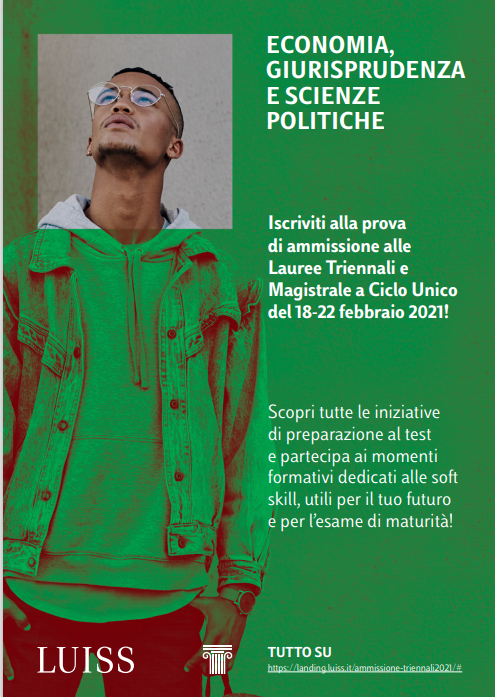 ECONOMIA,
GIURISPRUDENZA
E SCIENZE
POLITICHE
Iscriviti alla prova
di ammissione alle
Lauree Triennali e
Magistrale a Ciclo Unico
del 18-22 febbraio 2021!
Scopri tutte le iniziative
di preparazione al test
e partecipa ai momenti
formativi dedicati alle soft
skill, utili per il tuo futuro
e per l'esame di maturità!
LUISS
TUTTO SU
https://landing.luiss.it/ammissione-triennali2021/#